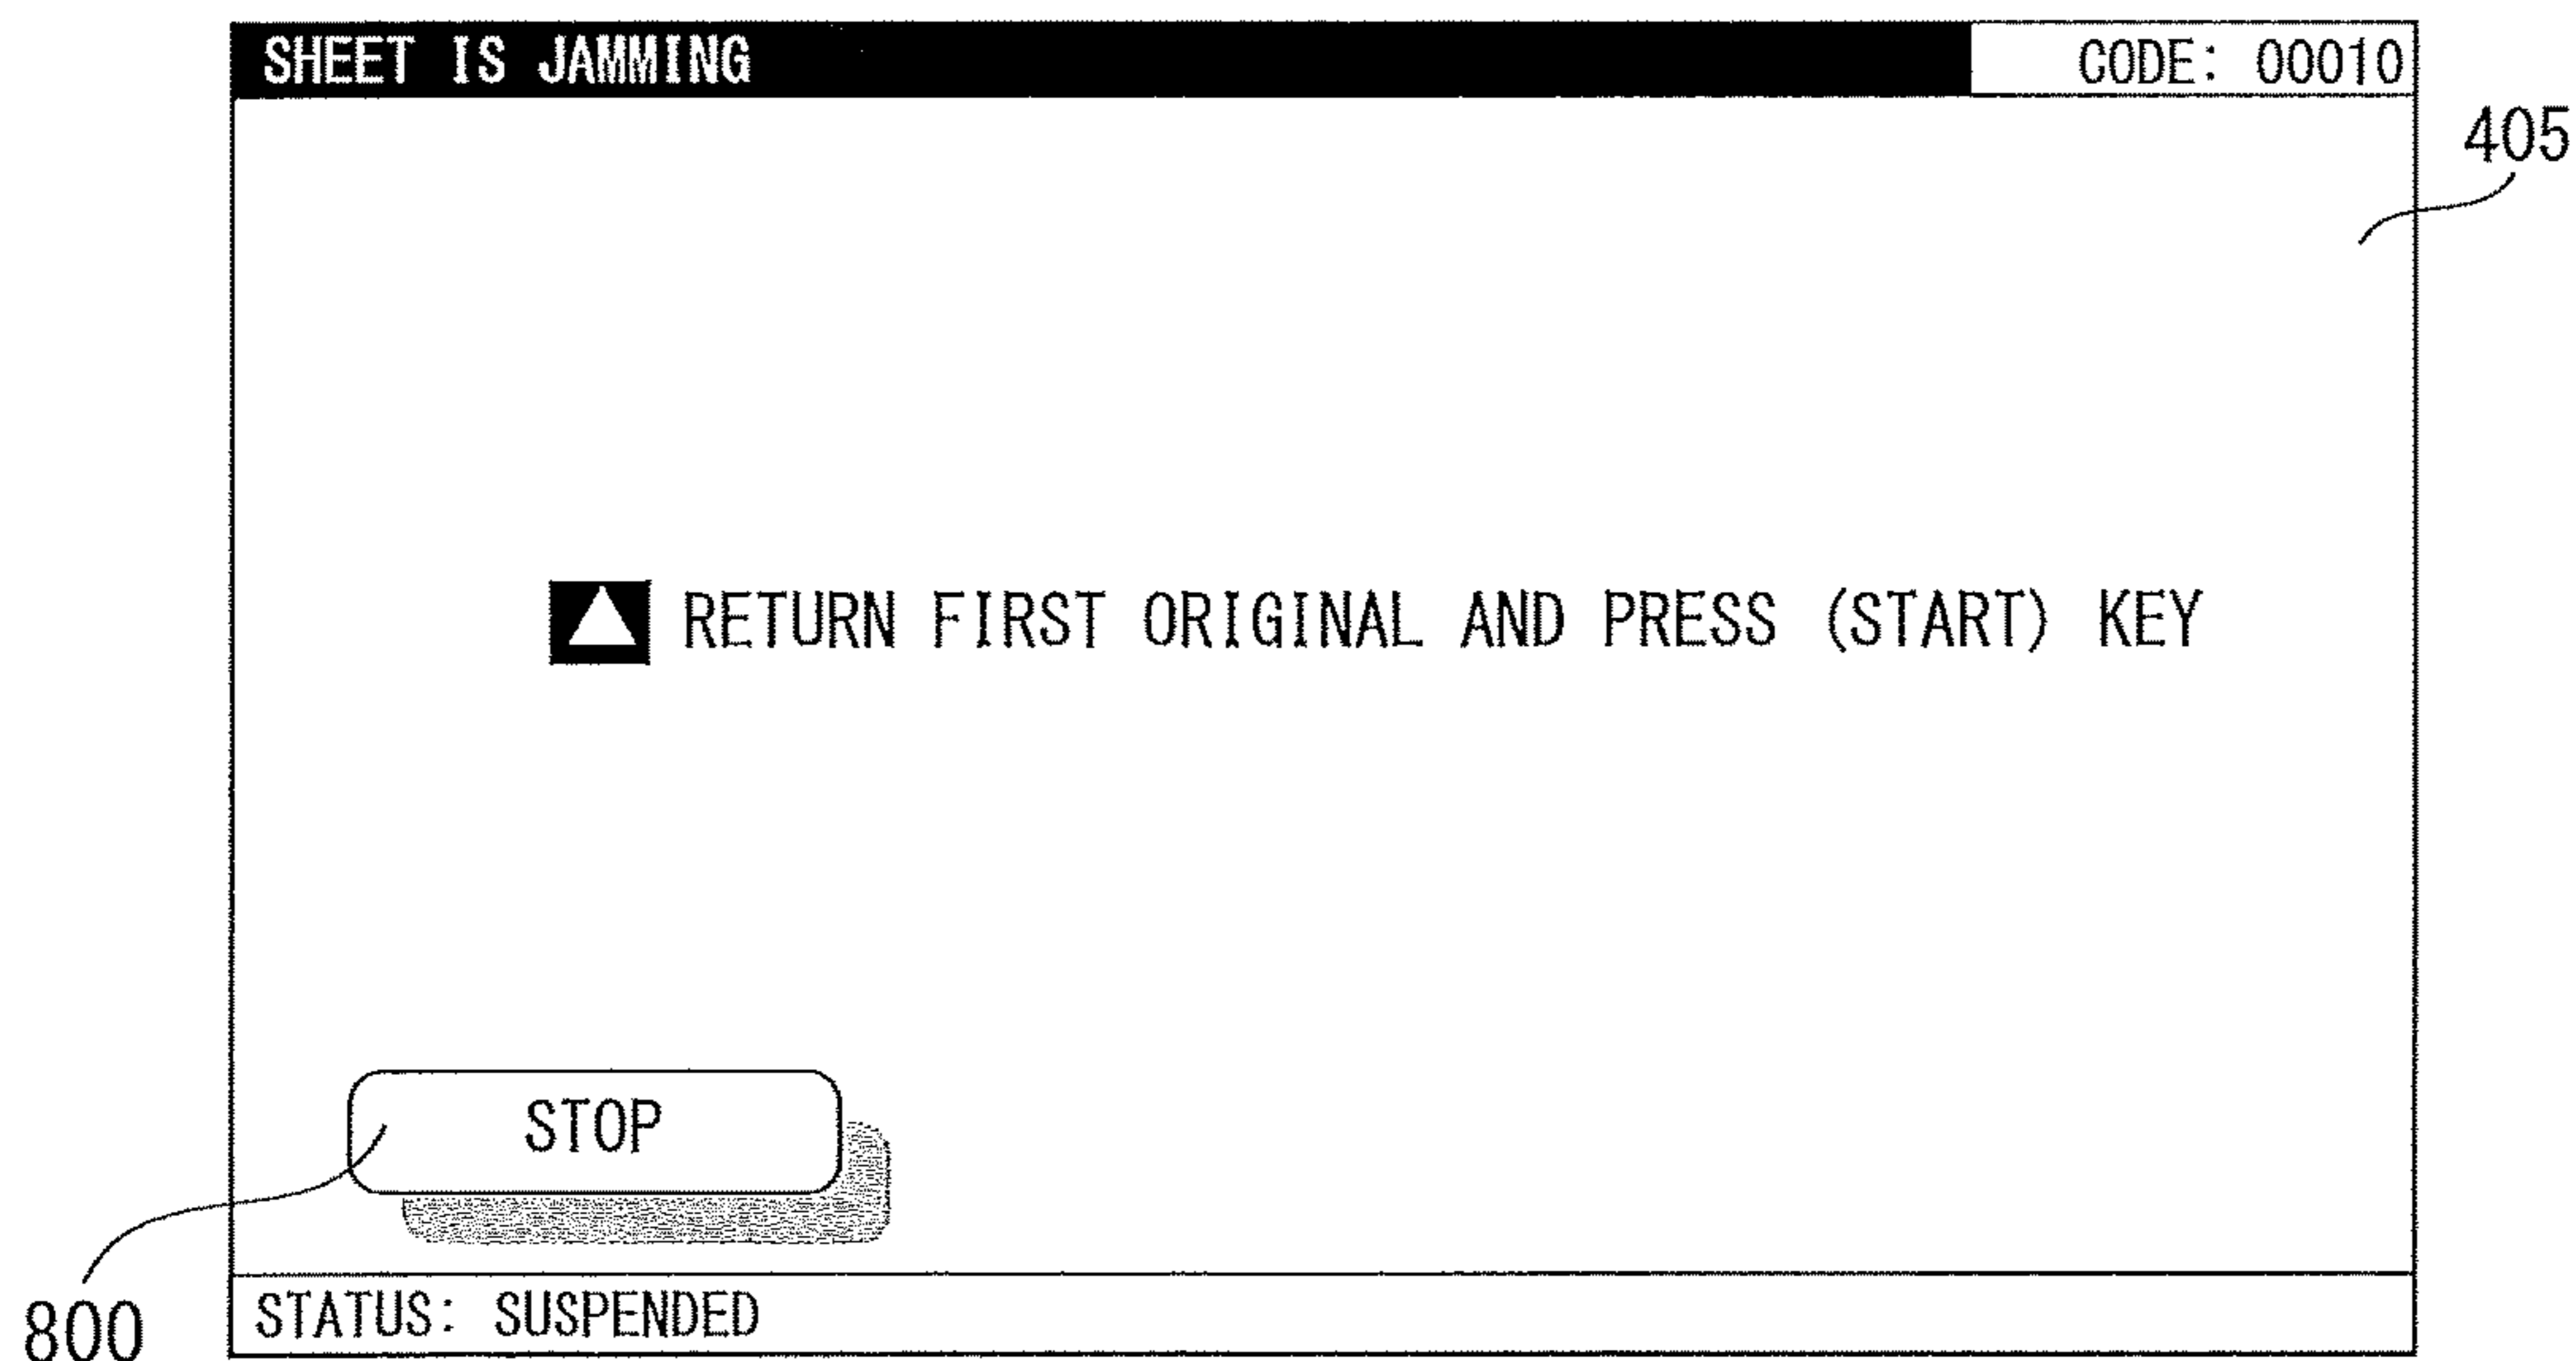 SHEET IS JAMMING
CODE: 00010
405
RETURN FIRST ORIGINAL AND PRESS (START) KEY
STOP
800
STATUS: SUSPENDED